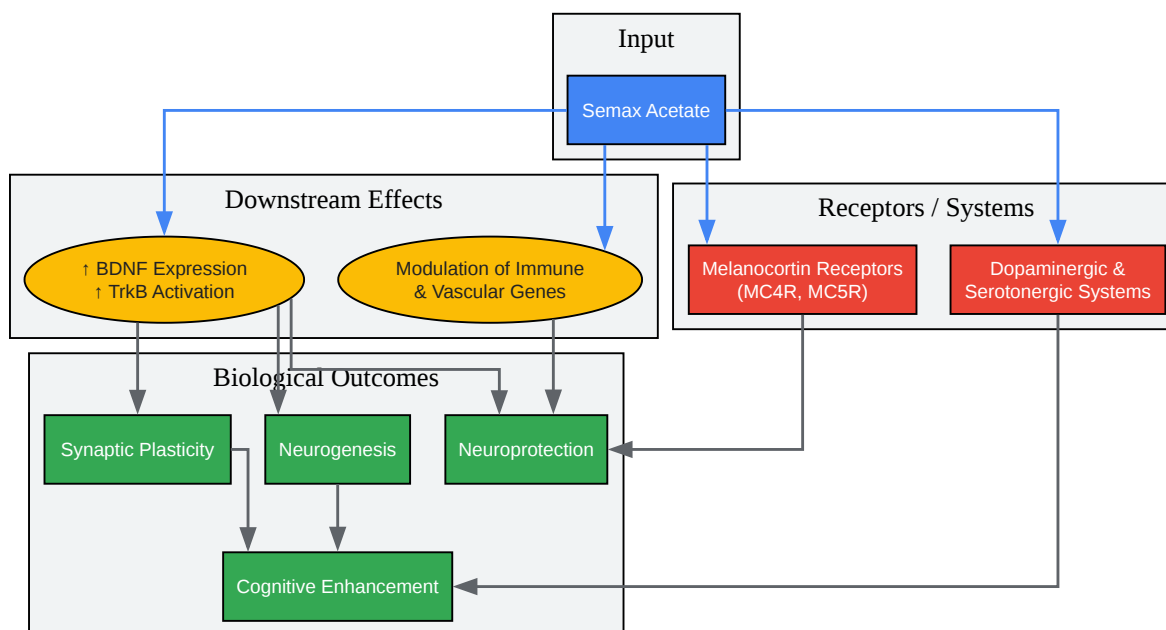 Input
Semax Acetate
Downstream Effects
Receptors / Systems
↑ BDNF Expression
↑ TrkB Activation
Modulation of Immune
& Vascular Genes
Melanocortin Receptors
(MC4R, MC5R)
Dopaminergic &
Serotonergic Systems
Biological Outcomes
Synaptic Plasticity
Neurogenesis
Neuroprotection
Cognitive Enhancement